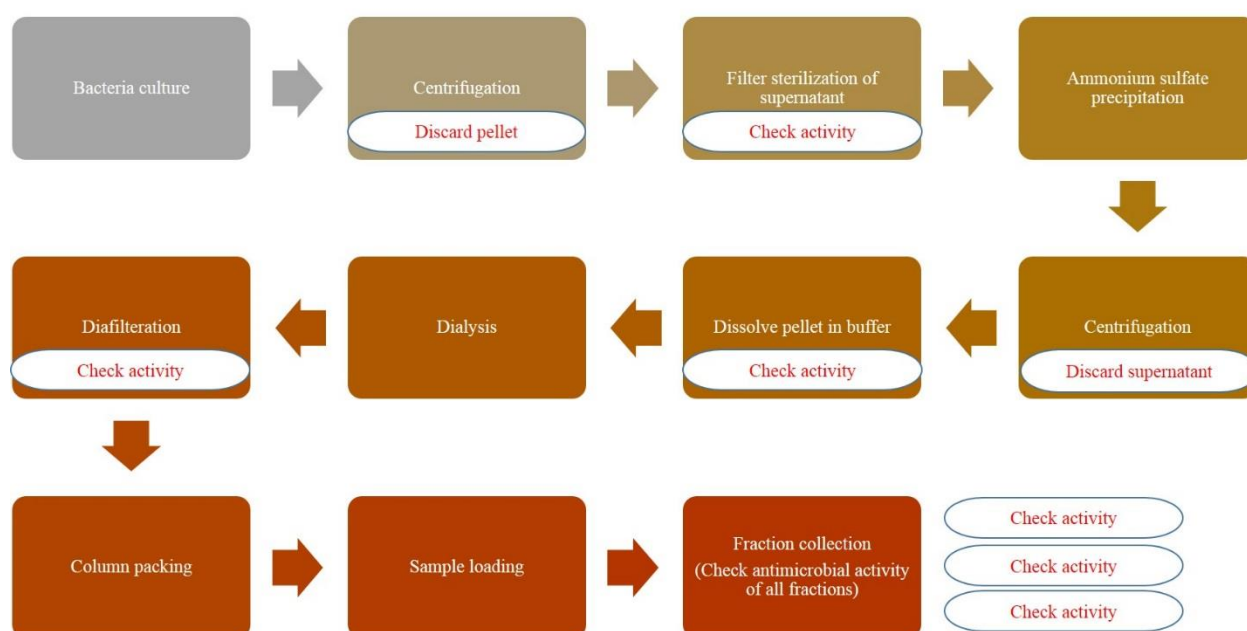 Bacteria culture
Centrifugation
Discard pellet
Filter sterilization of
supernatant
Check activity
Ammonium sulfate
precipitation
Centrifugation
Discard supernatant
Dissolve pellet in buffer
Check activity
Dialysis
Diafilteration
Check activity
Column packing
Sample loading
Fraction collection
(Check antimicrobial activity
of all fractions)
Check activity
Check activity
Check activity